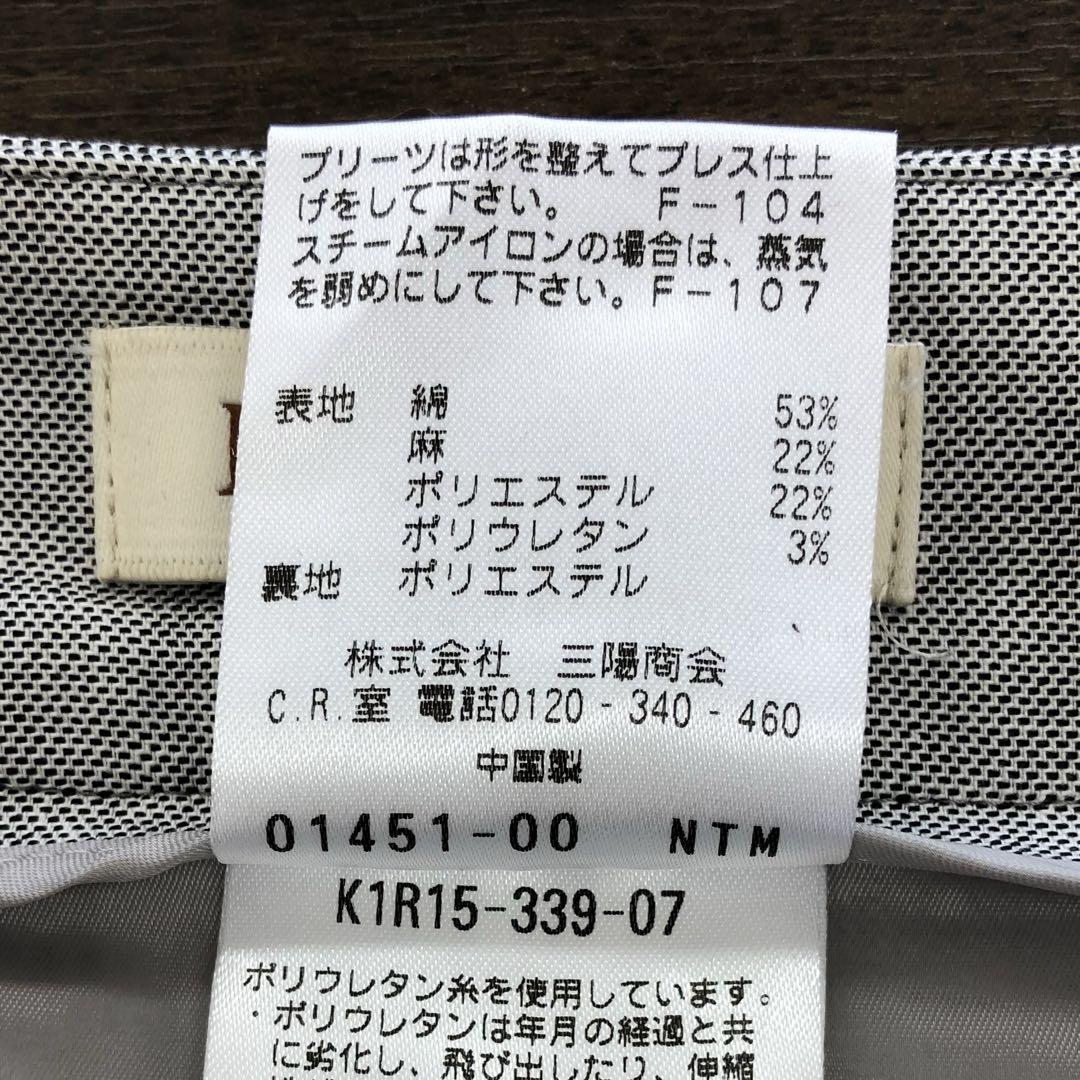 プリーツは形を整えてプレス仕上
げをして下さい。 F-104
スチームアイロンの場合は、蒸気
を弱めにして下さい。F-107
表地 綿 53%
麻 22%
ポリエステル 22%
ポリウレタン 3%
裏地 ポリエステル
株式会社 三陽商会
C.R.室 電話0120-340-460
中国製
01451-00 NTM
K1R15-339-07
ポリウレタン糸を使用しています。
・ポリウレタンは年月の経過と共
に劣化し、飛び出したり、伸縮